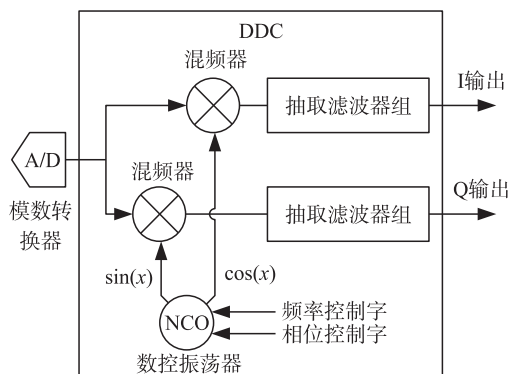 DDC
混频器
抽取滤波器组
I输出
A/D
模数转
换器
混频器
抽取滤波器组
Q输出
sin(x)
cos(x)
NCO
频率控制字
相位控制字
数控振荡器